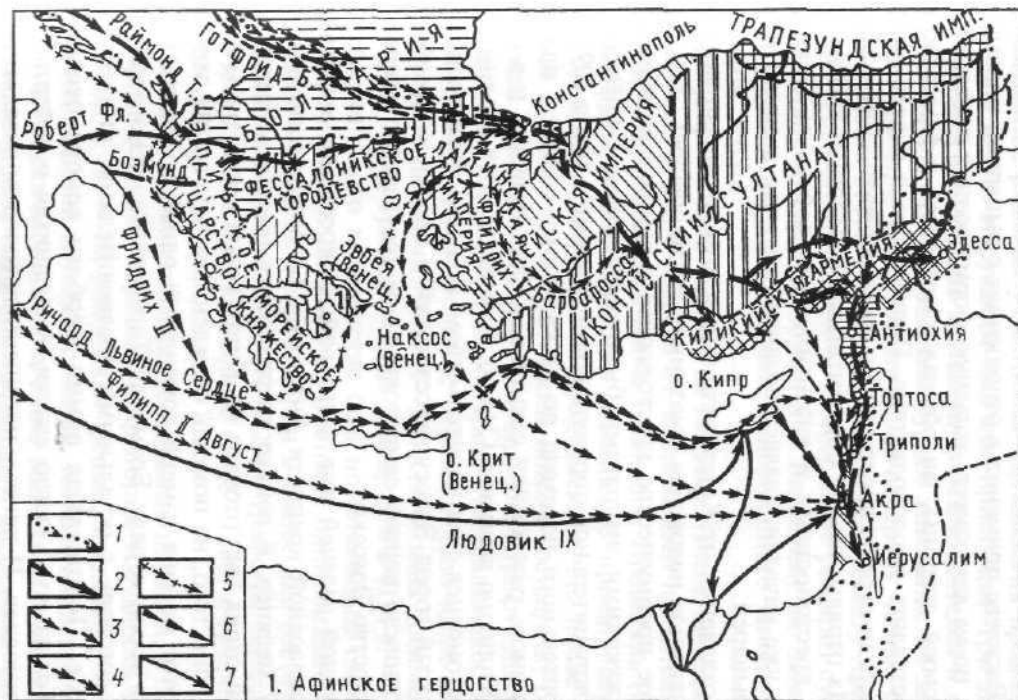 ТРАПЕЗУНДСКАЯ ИМП.
Раймонд Т.
Готфрид Б.
БОЛГАРИЯ
Константинополь
Роберт Фл.
Боэмунд Т.
ЭПИРСКОЕ ЦАРСТВО
ФЕССАЛОНИКСКОЕ
КОРОЛЕВСТВО
ЛАТИНСКАЯ
ИМПЕРИЯ
НИКЕЙСКАЯ ИМПЕРИЯ
ИКОНИЙСКИЙ СУЛТАНАТ
Фридрих Барбаросса
КИЛИКИЙСКАЯ АРМЕНИЯ
Эдесса
Эвбея
(Венец.)
Фридрих II
1
МОРЕЙСКОЕ
КНЯЖЕСТВО
Наксос
(Венец.)
Антиохия
Ричард Львиное Сердце
о. Кипр
Тортоса
Филипп II Август
о. Крит
(Венец.)
Триполи
Акра
Людовик IX
Иерусалим
1
2
3
4
5
6
7
1. Афинское герцогство